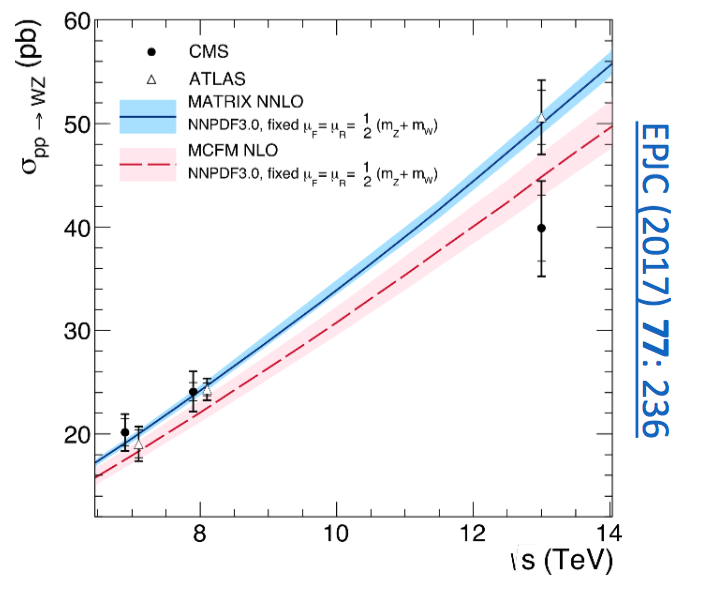 60
50
40
30
20
σpp → WZ (pb)
CMS
ATLAS
MATRIX NNLO
NNPDF3.0, fixed μF = μR = 1/2 (mZ + mW)
MCFM NLO
NNPDF3.0, fixed μF = μR = 1/2 (mZ + mW)
8 10 12 14
√s (TeV)
EPJC (2017) 77: 236